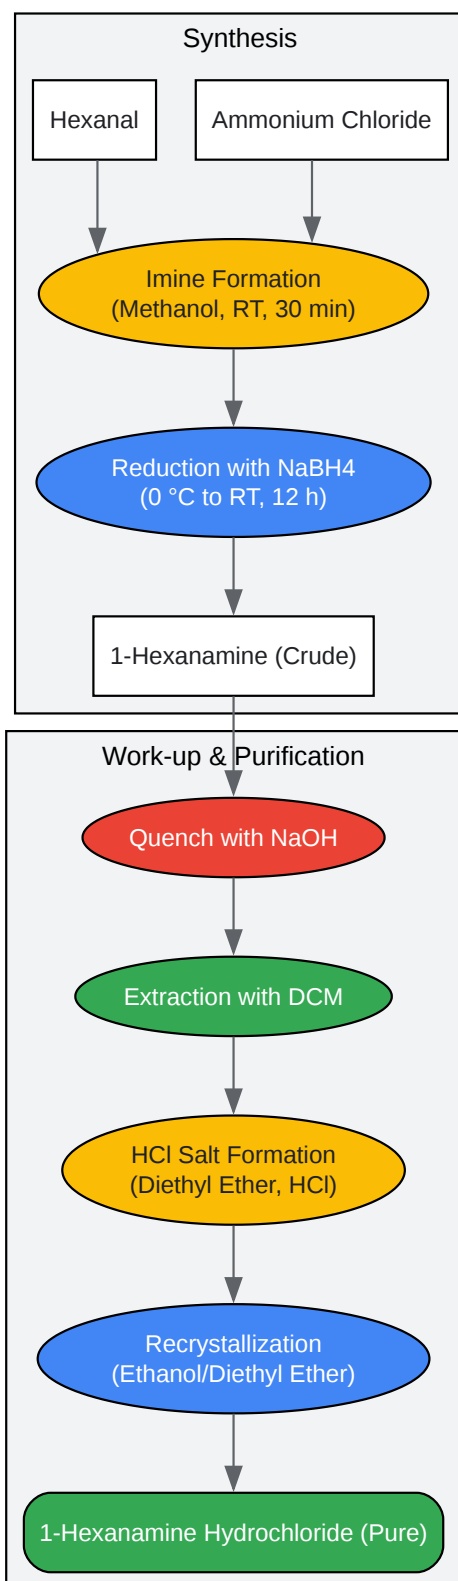 Synthesis
Hexanal
Ammonium Chloride
Imine Formation
(Methanol, RT, 30 min)
Reduction with NaBH4
(0 °C to RT, 12 h)
1-Hexanamine (Crude)
Work-up & Purification
Quench with NaOH
Extraction with DCM
HCl Salt Formation
(Diethyl Ether, HCl)
Recrystallization
(Ethanol/Diethyl Ether)
1-Hexanamine Hydrochloride (Pure)